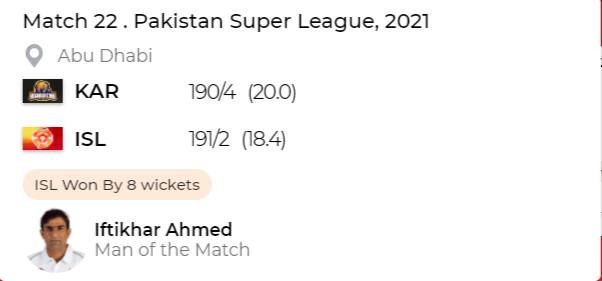 Match 22 . Pakistan Super League, 2021
Abu Dhabi
KAR 190/4 (20.0)
ISL 191/2 (18.4)
ISL Won By 8 wickets
Iftikhar Ahmed
Man of the Match